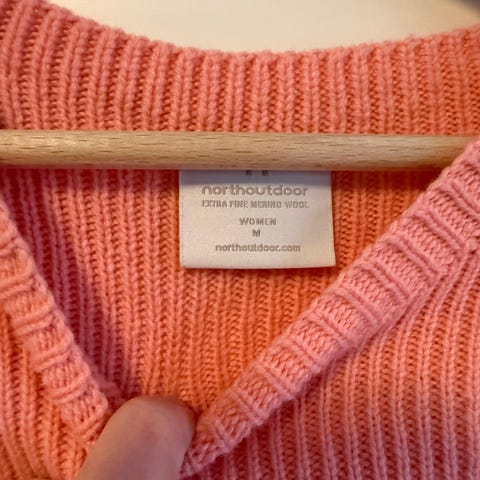 northoutdoor
EXTRA FINE MERINO WOOL
WOMEN
M
northoutdoor.com